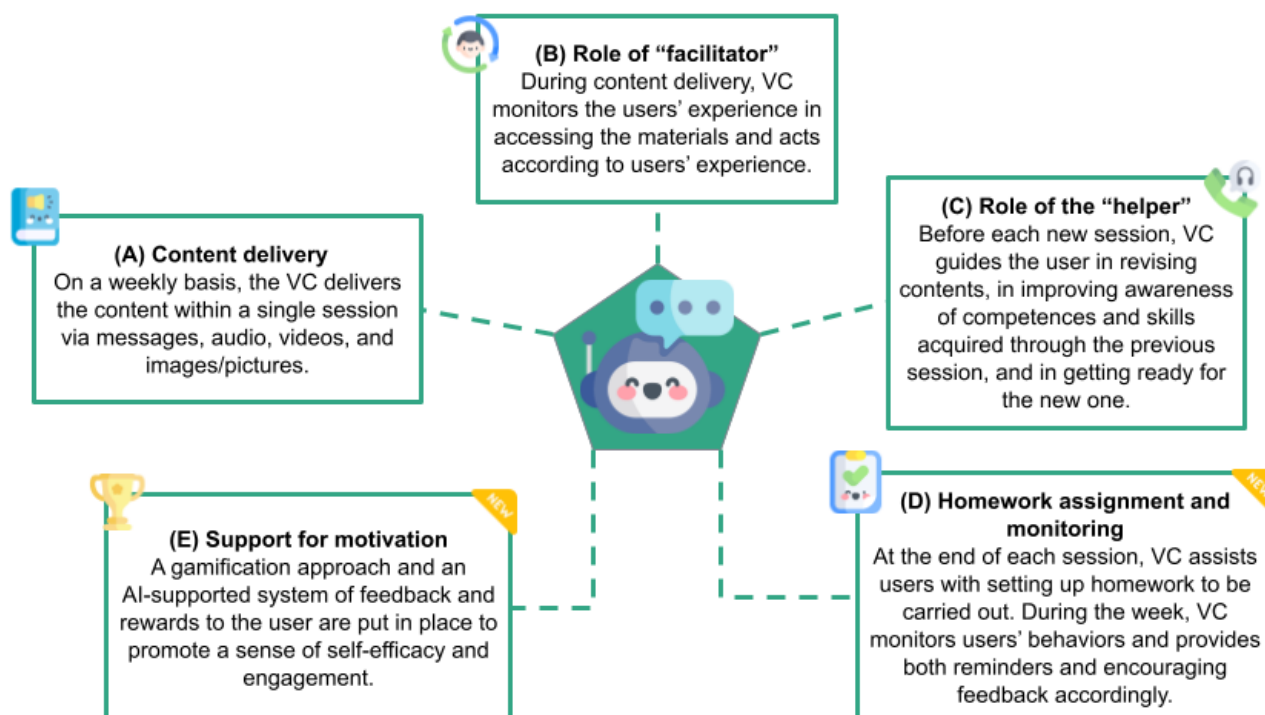 (B) Role of “facilitator”
During content delivery, VC
monitors the users’ experience in
accessing the materials and acts
according to users’ experience.
(A) Content delivery
On a weekly basis, the VC delivers
the content within a single session
via messages, audio, videos, and
images/pictures.
(C) Role of the “helper”
Before each new session, VC
guides the user in revising
contents, in improving awareness
of competences and skills
acquired through the previous
session, and in getting ready for
the new one.
NEW
(E) Support for motivation
A gamification approach and an
AI-supported system of feedback and
rewards to the user are put in place to
promote a sense of self-efficacy and
engagement.
NEW
(D) Homework assignment and
monitoring
At the end of each session, VC assists
users with setting up homework to be
carried out. During the week, VC
monitors users’ behaviors and provides
both reminders and encouraging
feedback accordingly.